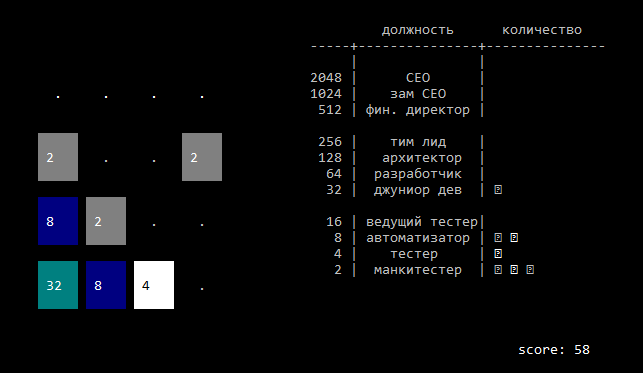 должность количество
-----+---------------+---------------
| |
2048 | CEO |
1024 | зам CEO |
512 | фин. директор |
256 | тим лид |
128 | архитектор |
64 | разработчик |
32 | джуниор дев | ⍰
16 | ведущий тестер|
8 | автоматизатор | ⍰ ⍰
4 | тестер | ⍰
2 | манкитестер | ⍰ ⍰ ⍰
. . . .
2 . . 2
8 2 . .
32 8 4 .
score: 58